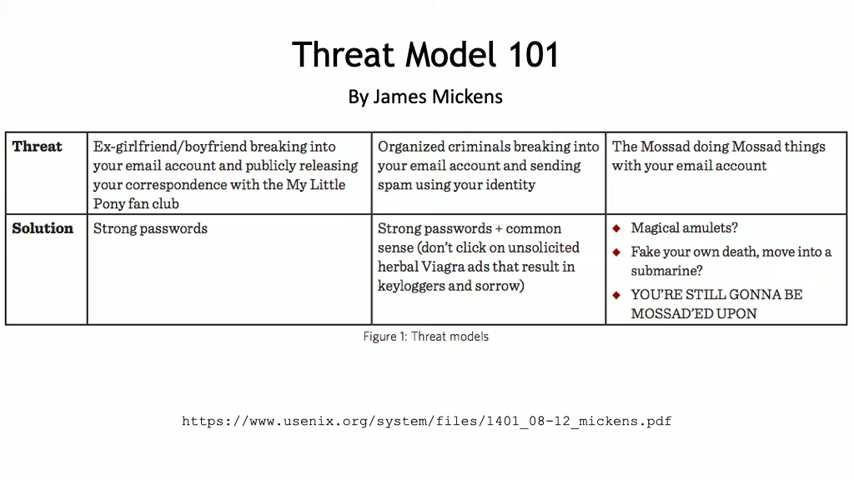 Threat Model 101
By James Mickens
Threat
Ex-girlfriend/boyfriend breaking into
your email account and publicly releasing
your correspondence with the My Little
Pony fan club
Organized criminals breaking into
your email account and sending
spam using your identity
The Mossad doing Mossad things
with your email account
Solution
Strong passwords
Strong passwords + common
sense (don't click on unsolicited
herbal Viagra ads that result in
keyloggers and sorrow)
◆ Magical amulets?
◆ Fake your own death, move into a
submarine?
◆ YOU'RE STILL GONNA BE
MOSSAD'ED UPON
Figure 1: Threat models
https://www.usenix.org/system/files/1401_08-12_mickens.pdf